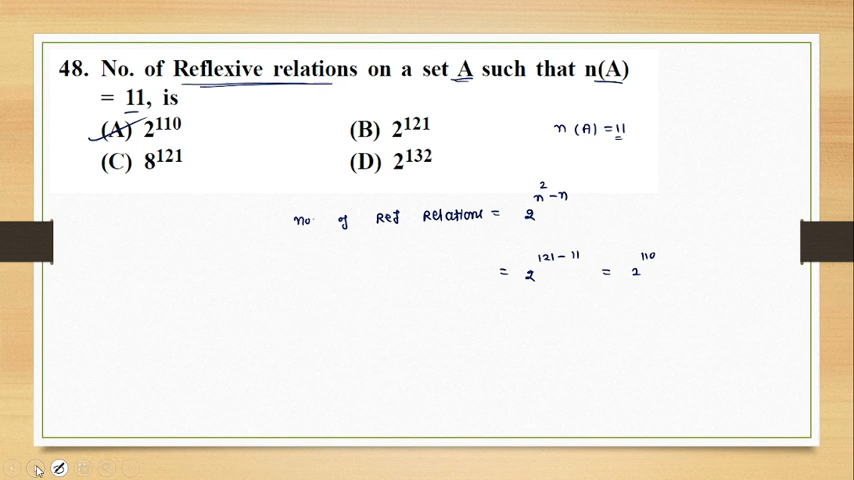 48. No. of Reflexive relations on a set A such that n(A)
= 11, is
(A) 2^110 (B) 2^121
(C) 8^121 (D) 2^132
n (A) = 11
no. of Ref Relations = 2^n²-n
= 2^121-11 = 2^110